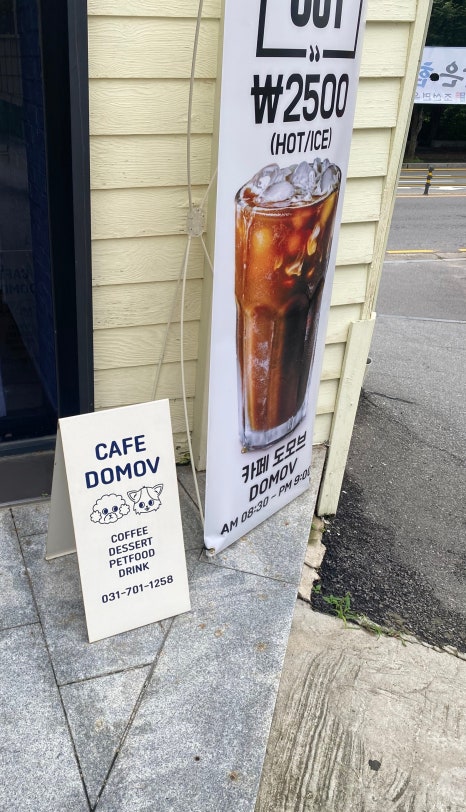 OUT
₩2500
(HOT/ICE)
카페 도모브
DOMOV
AM 08:30 - PM 9:0
CAFE
DOMOV
COFFEE
DESSERT
PETFOOD
DRINK
031-701-1258